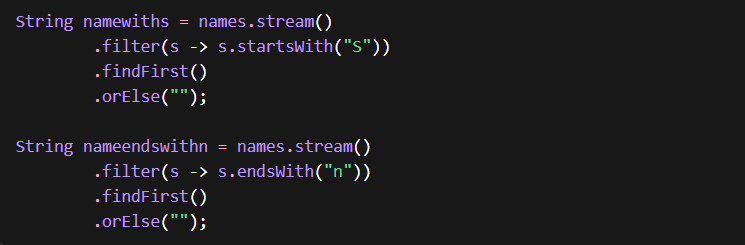 String namewiths = names.stream()
        .filter(s -> s.startsWith("S"))
        .findFirst()
        .orElse("");

String nameendswithn = names.stream()
        .filter(s -> s.endsWith("n"))
        .findFirst()
        .orElse("");